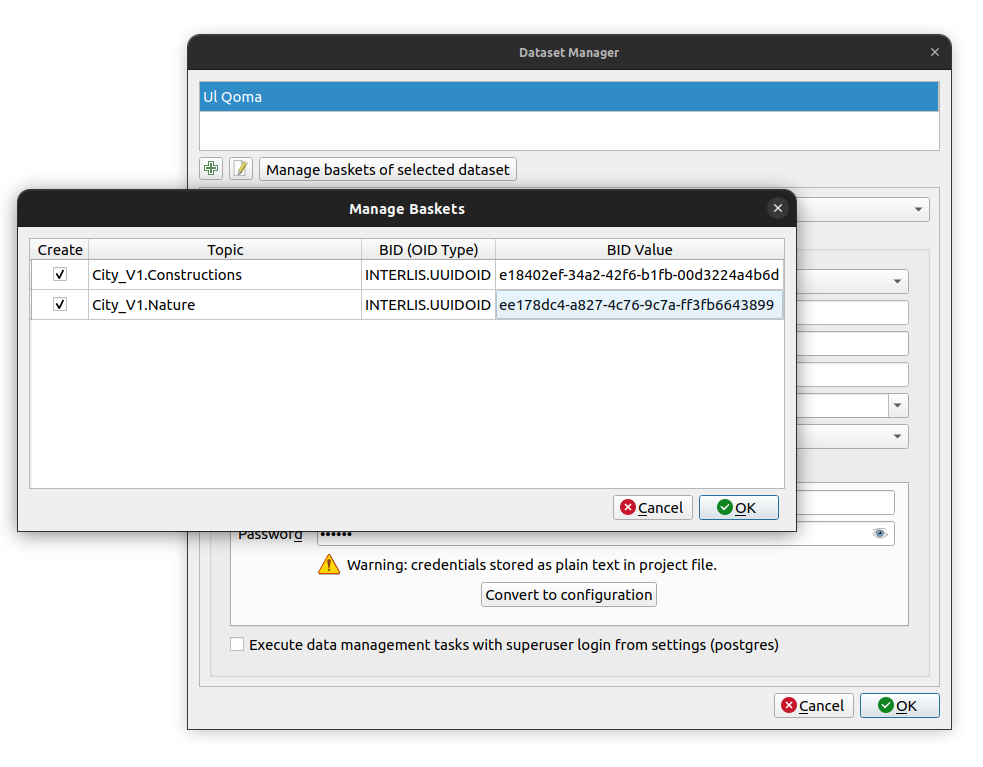 Dataset Manager
Ul Qoma
Manage baskets of selected dataset
Manage Baskets
Create Topic BID (OID Type) BID Value
City_V1.Constructions INTERLIS.UUIDOID e18402ef-34a2-42f6-b1fb-00d3224a4b6d
City_V1.Nature INTERLIS.UUIDOID ee178dc4-a827-4c76-9c7a-ff3fb6643899
Cancel OK
Password ••••••
Warning: credentials stored as plain text in project file.
Convert to configuration
Execute data management tasks with superuser login from settings (postgres)
Cancel OK